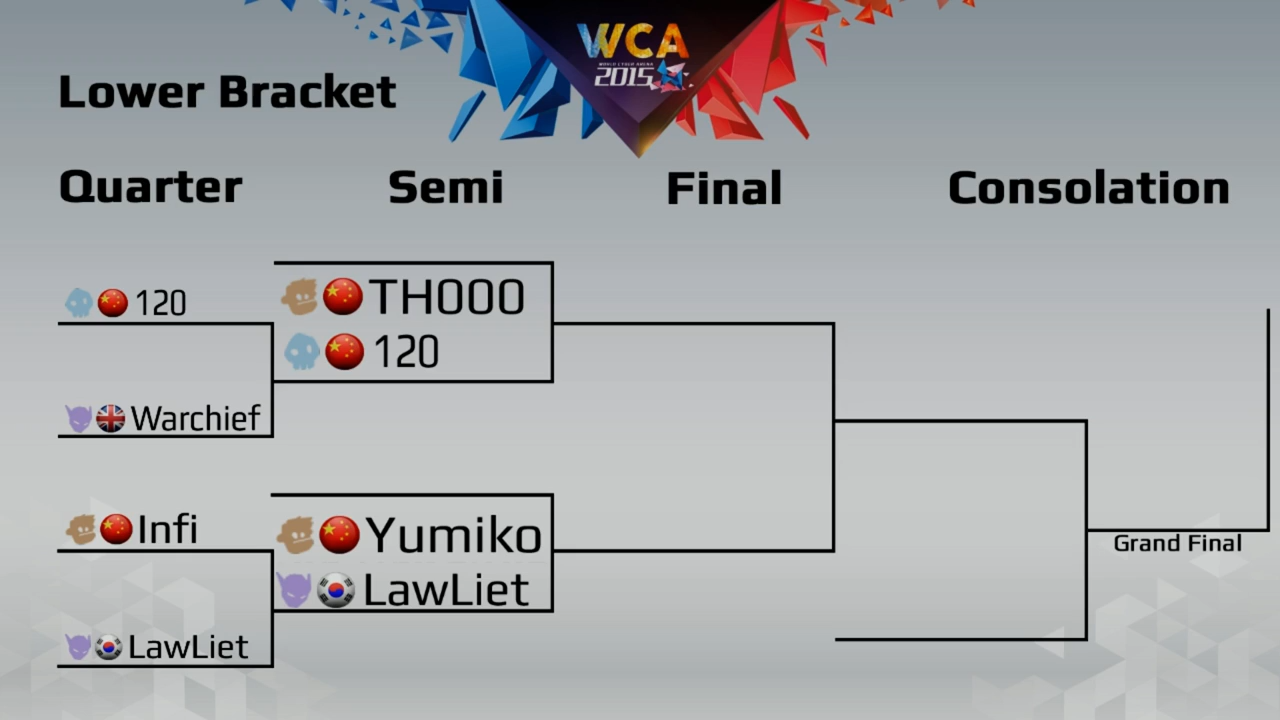 WCA
WORLD CYBER ARENA
2015
Lower Bracket
Quarter
Semi
Final
Consolation
120
Warchief
Infi
LawLiet
TH000
120
Yumiko
LawLiet
Grand Final